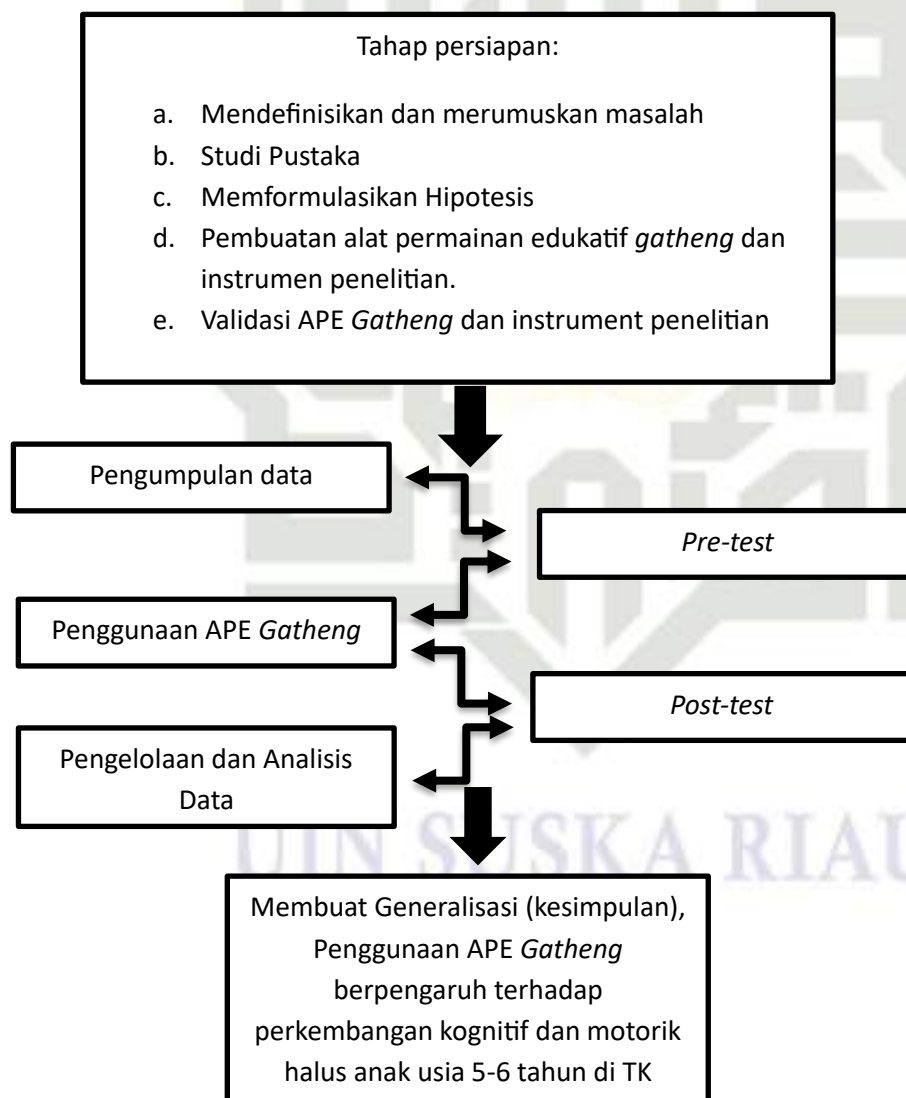 Tahap persiapan:
a. Mendefinisikan dan merumuskan masalah
b. Studi Pustaka
c. Memformulasikan Hipotesis
d. Pembuatan alat permainan edukatif gatheng dan
instrumen penelitian.
e. Validasi APE Gatheng dan instrument penelitian
Pengumpulan data
Pre-test
Penggunaan APE Gatheng
Post-test
Pengelolaan dan Analisis
Data
UIN SUSKA RIAU
Membuat Generalisasi (kesimpulan),
Penggunaan APE Gatheng
berpengaruh terhadap
perkembangan kognitif dan motorik
halus anak usia 5-6 tahun di TK